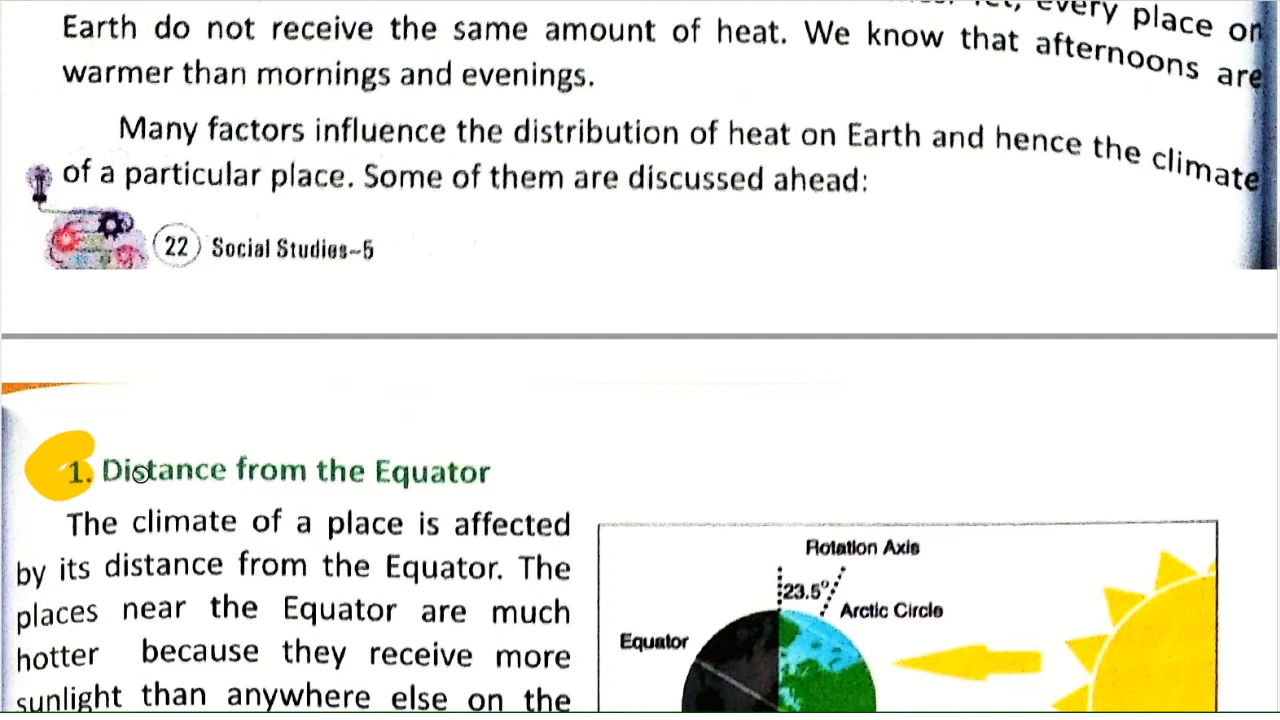 every place on
Earth do not receive the same amount of heat. We know that afternoons are
warmer than mornings and evenings.
Many factors influence the distribution of heat on Earth and hence the climate
of a particular place. Some of them are discussed ahead:
22 Social Studies–5
1. Distance from the Equator
The climate of a place is affected
by its distance from the Equator. The
places near the Equator are much
hotter because they receive more
sunlight than anywhere else on the
Rotation Axis
23.5°
Arctic Circle
Equator